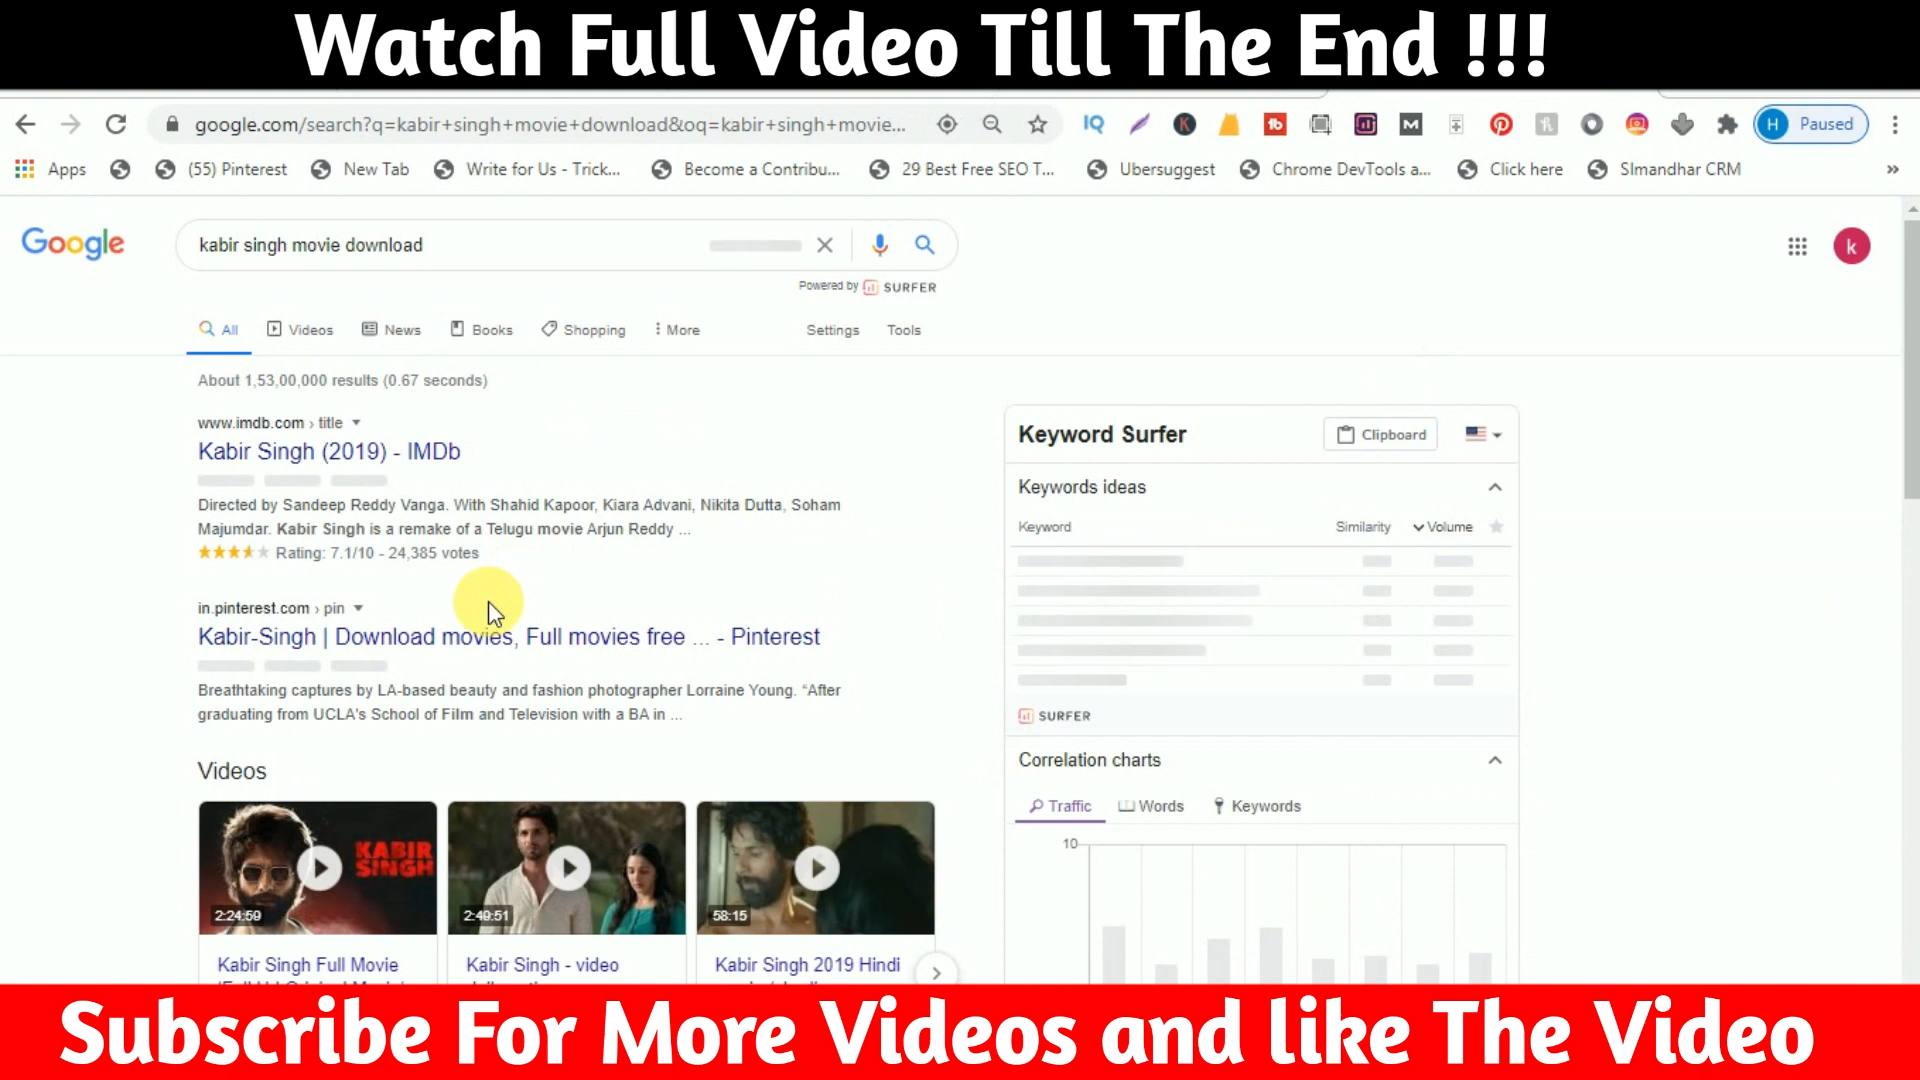 Watch Full Video Till The End !!!
google.com/search?q=kabir+singh+movie+download&oq=kabir+singh+movie...
IQ
K
tb
M
h
H Paused
Apps
(55) Pinterest
New Tab
Write for Us - Trick...
Become a Contribu...
29 Best Free SEO T...
Ubersuggest
Chrome DevTools a...
Click here
SImandhar CRM
»
Google
kabir singh movie download
k
Powered by SURFER
All
Videos
News
Books
Shopping
More
Settings
Tools
About 1,53,00,000 results (0.67 seconds)
www.imdb.com › title
Kabir Singh (2019) - IMDb
Directed by Sandeep Reddy Vanga. With Shahid Kapoor, Kiara Advani, Nikita Dutta, Soham
Majumdar. Kabir Singh is a remake of a Telugu movie Arjun Reddy ...
Rating: 7.1/10 - 24,385 votes
in.pinterest.com › pin
Kabir-Singh | Download movies, Full movies free ... - Pinterest
Breathtaking captures by LA-based beauty and fashion photographer Lorraine Young. “After
graduating from UCLA's School of Film and Television with a BA in ...
Videos
KABIR
SINGH
2:24:59
2:49:51
58:15
Kabir Singh Full Movie
Kabir Singh - video
Kabir Singh 2019 Hindi
Keyword Surfer
Clipboard
Keywords ideas
Keyword
Similarity
Volume
SURFER
Correlation charts
Traffic
Words
Keywords
10
Subscribe For More Videos and like The Video